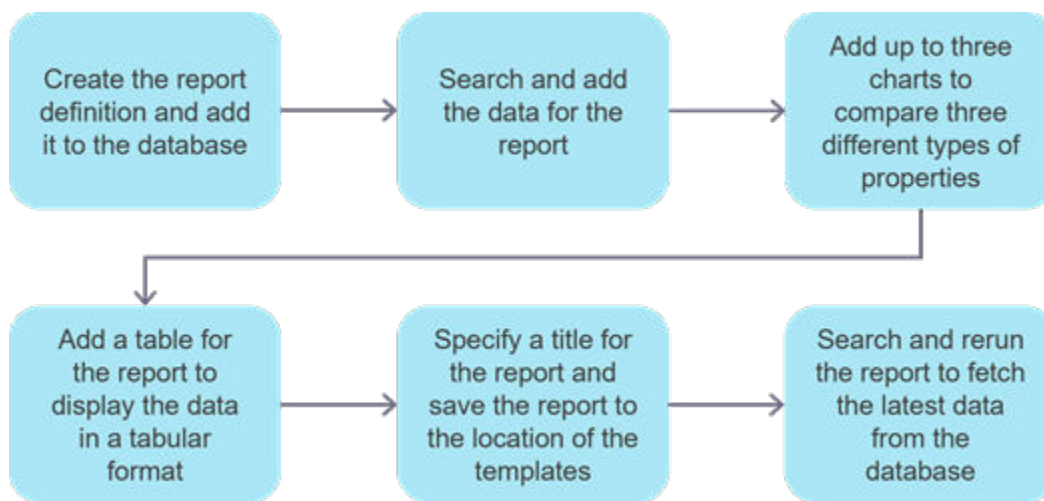 Create the report
definition and add
it to the database
Search and add
the data for the
report
Add up to three
charts to
compare three
different types of
properties
Add a table for
the report to
display the data
in a tabular
format
Specify a title for
the report and
save the report to
the location of the
templates
Search and rerun
the report to fetch
the latest data
from the
database